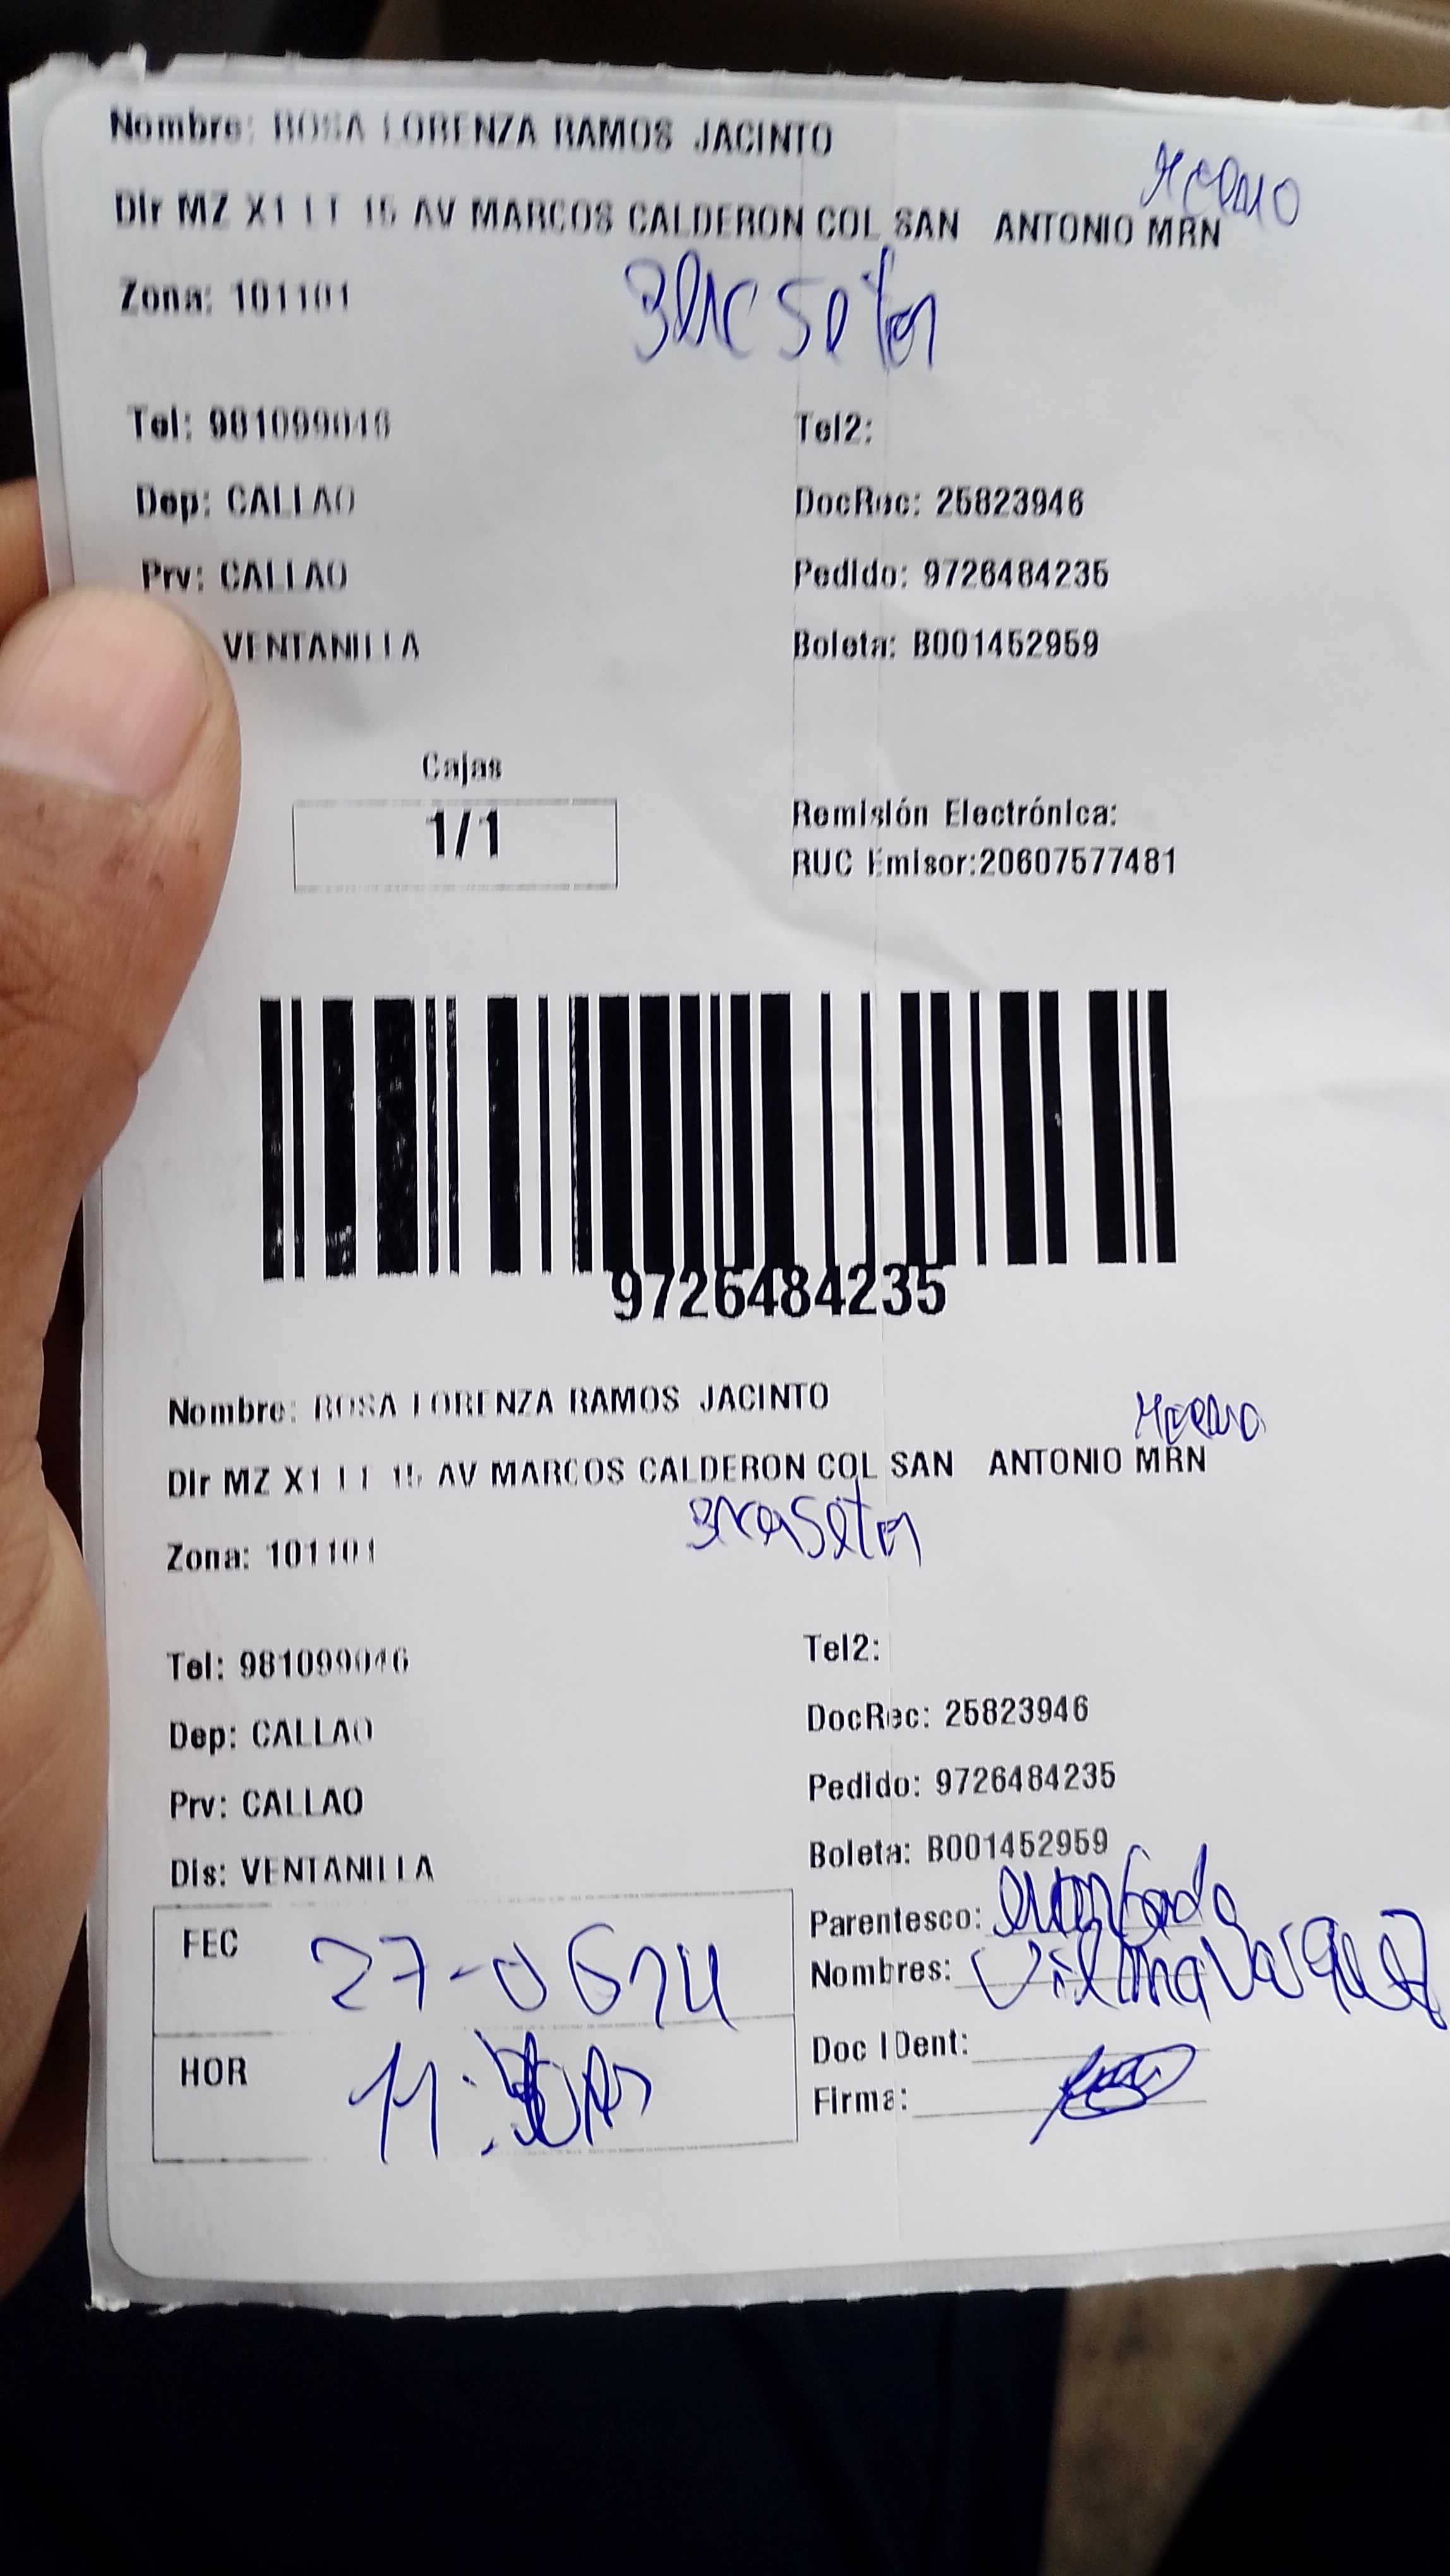 Nombre: ROSA LORENZA RAMOS JACINTO
Dir MZ X1 LT 15 AV MARCOS CALDERON COL SAN ANTONIO MRN
Zona: 101101
Tel: 981099046 Tel2:
Dep: CALLAO DocRec: 25823946
Prv: CALLAO Pedido: 9726484235
VENTANILLA Boleta: B001452959
Cajas
1/1
Remisión Electrónica:
RUC Emisor:20607577481
9726484235
Nombre: ROSA LORENZA RAMOS JACINTO
Dir MZ X1 LT 15 AV MARCOS CALDERON COL SAN ANTONIO MRN
Zona: 101101
Tel: 981099046 Tel2:
Dep: CALLAO DocRec: 25823946
Prv: CALLAO Pedido: 9726484235
Dis: VENTANILLA Boleta: B001452959
Parentesco:
FEC 27-0624
Nombres: Vilma Vasquez
HOR
Doc IDent:
Firma: